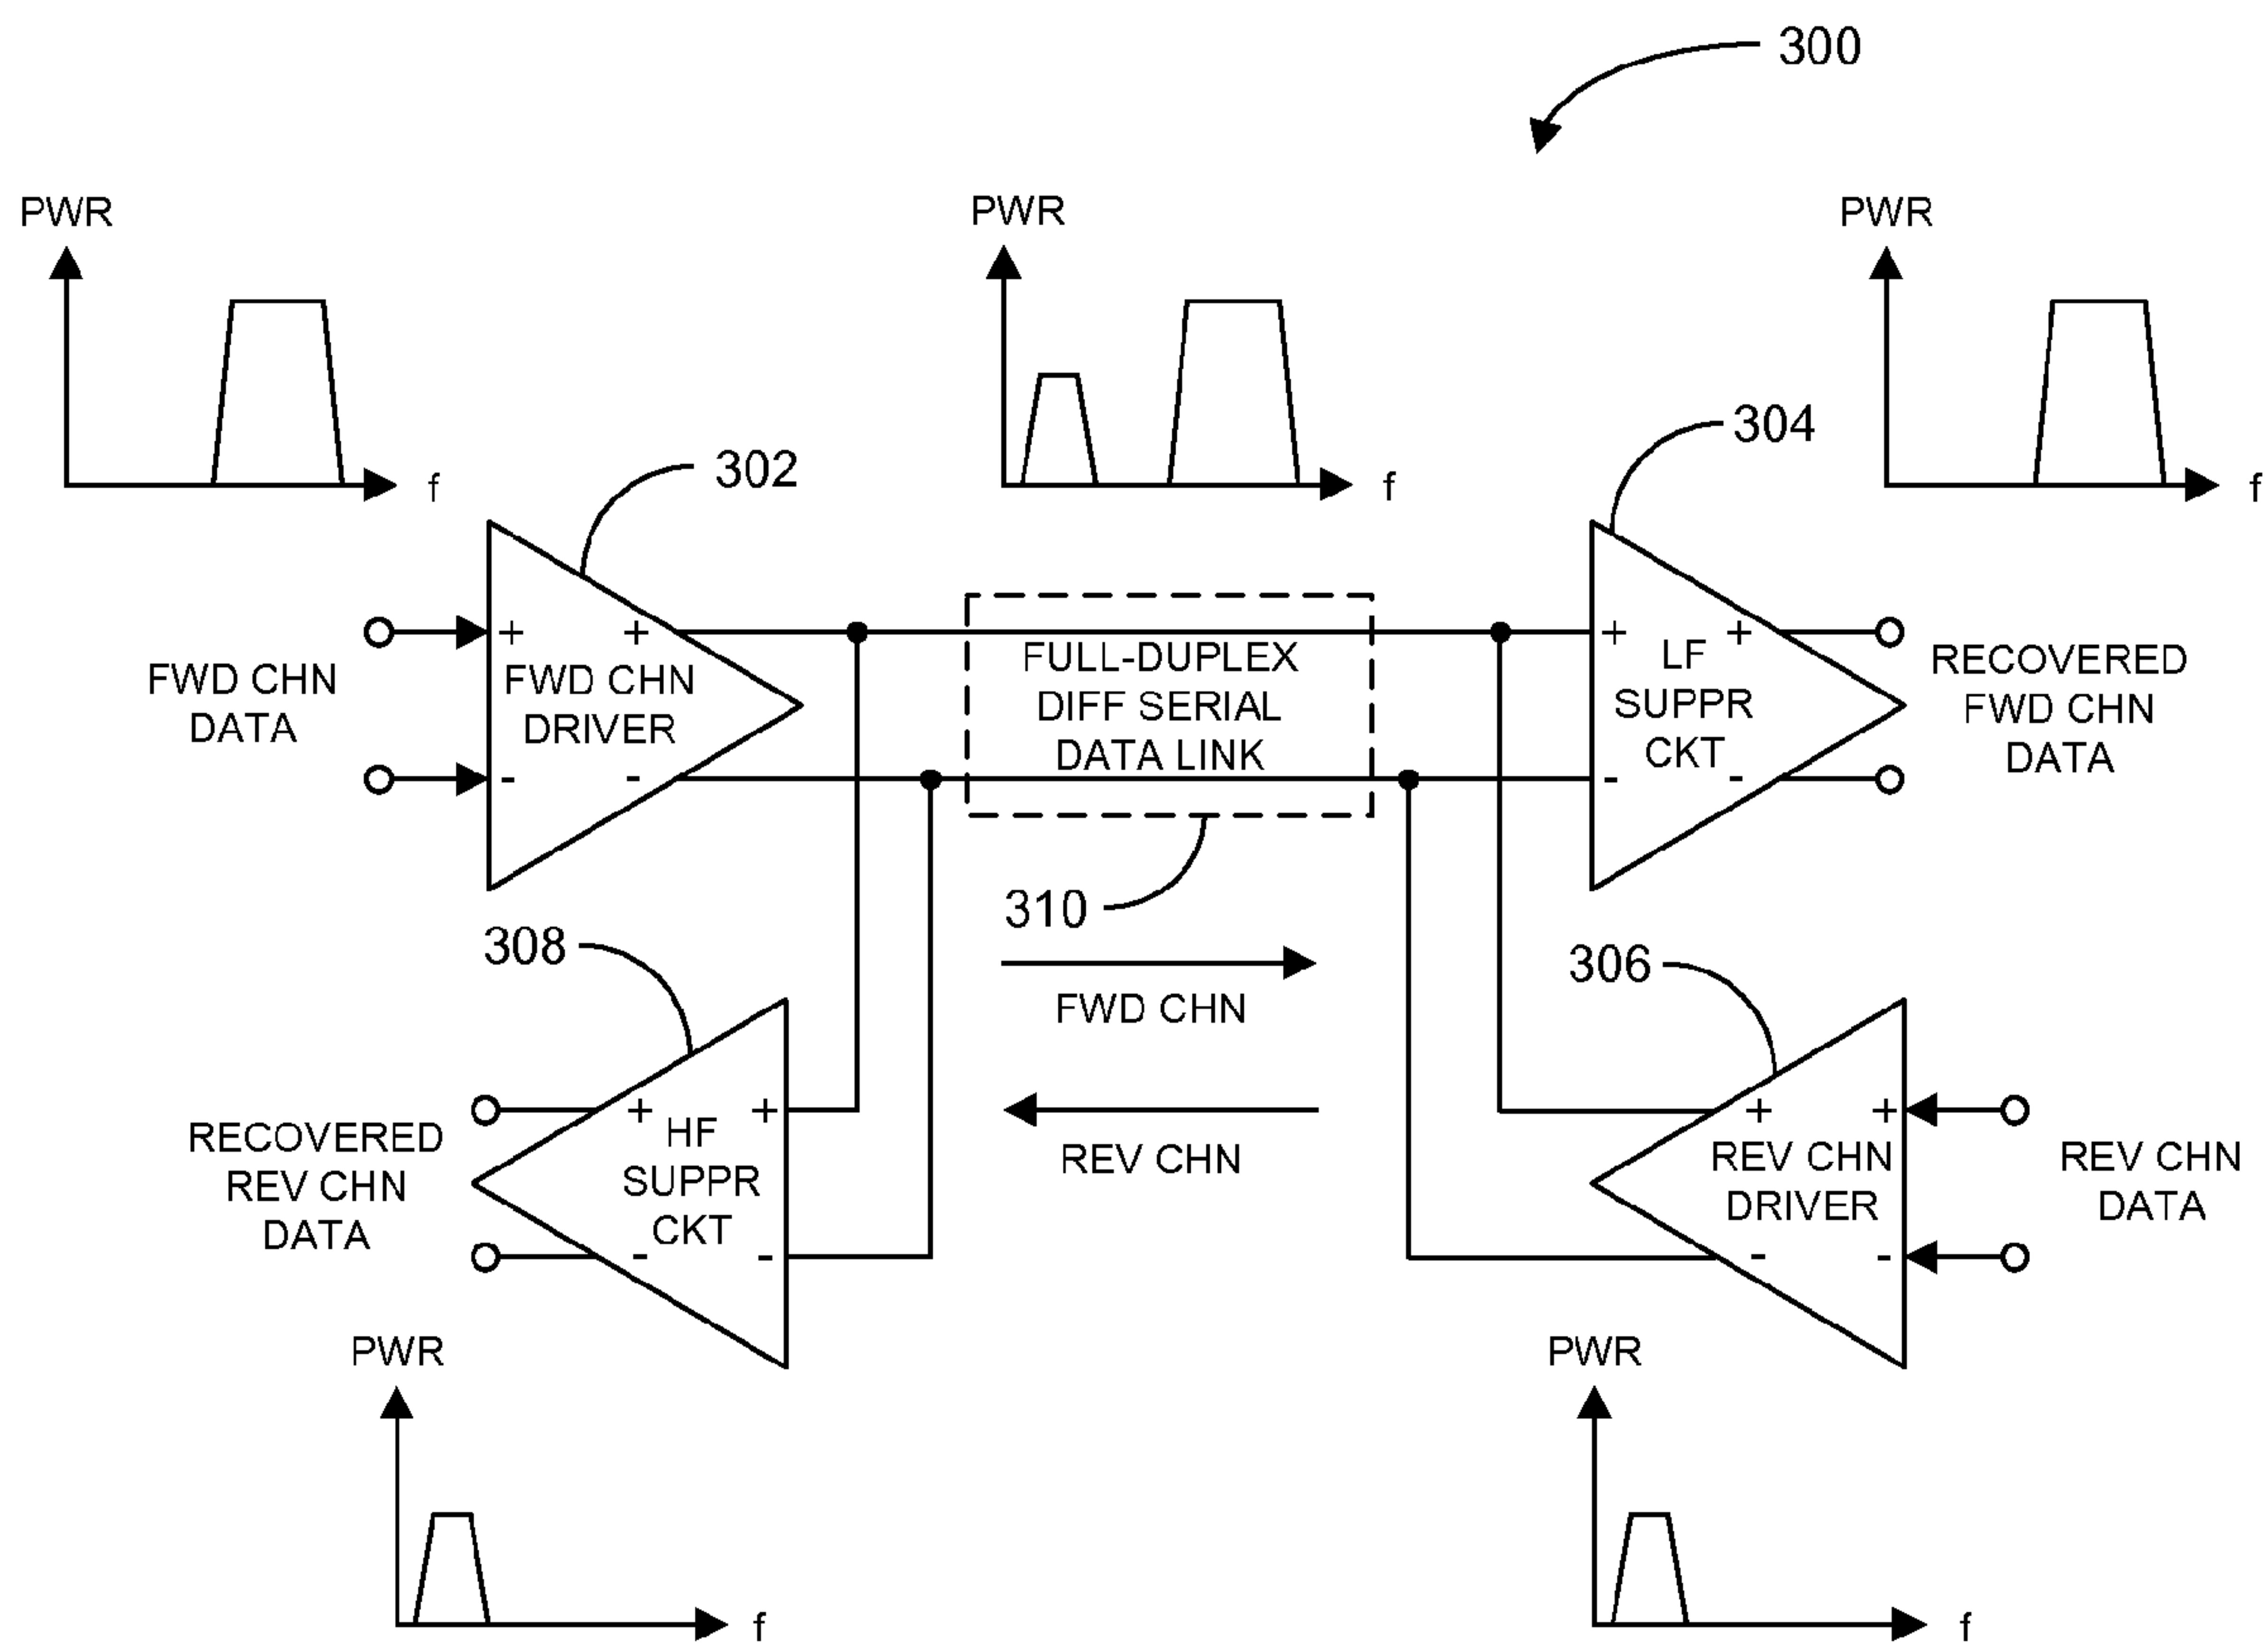 300
PWR
f
PWR
f
PWR
f
302
304
FWD CHN
DATA
+
+
FWD CHN
DRIVER
-
-
FULL-DUPLEX
DIFF SERIAL
DATA LINK
+
+
LF
SUPPR
CKT
-
-
RECOVERED
FWD CHN
DATA
310
308
306
FWD CHN
REV CHN
RECOVERED
REV CHN
DATA
+
+
HF
SUPPR
CKT
-
-
+
+
REV CHN
DRIVER
-
-
REV CHN
DATA
PWR
f
PWR
f